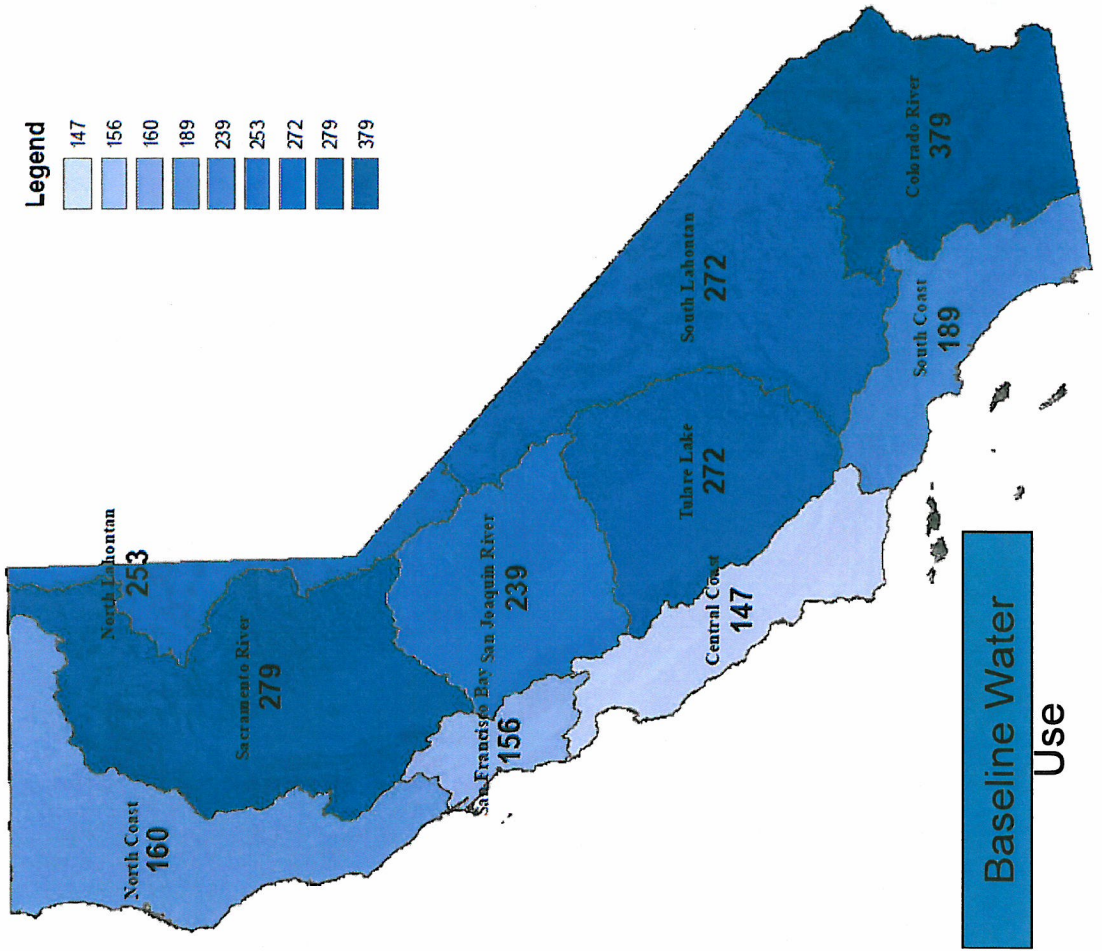 Legend
147
156
160
189
239
253
272
279
379
North Lahontan
253
North Coast
160
Sacramento River
279
San Francisco Bay
156
San Joaquin River
239
Central Coast
147
Tulare Lake
272
South Lahontan
272
South Coast
189
Colorado River
379
Baseline Water
Use